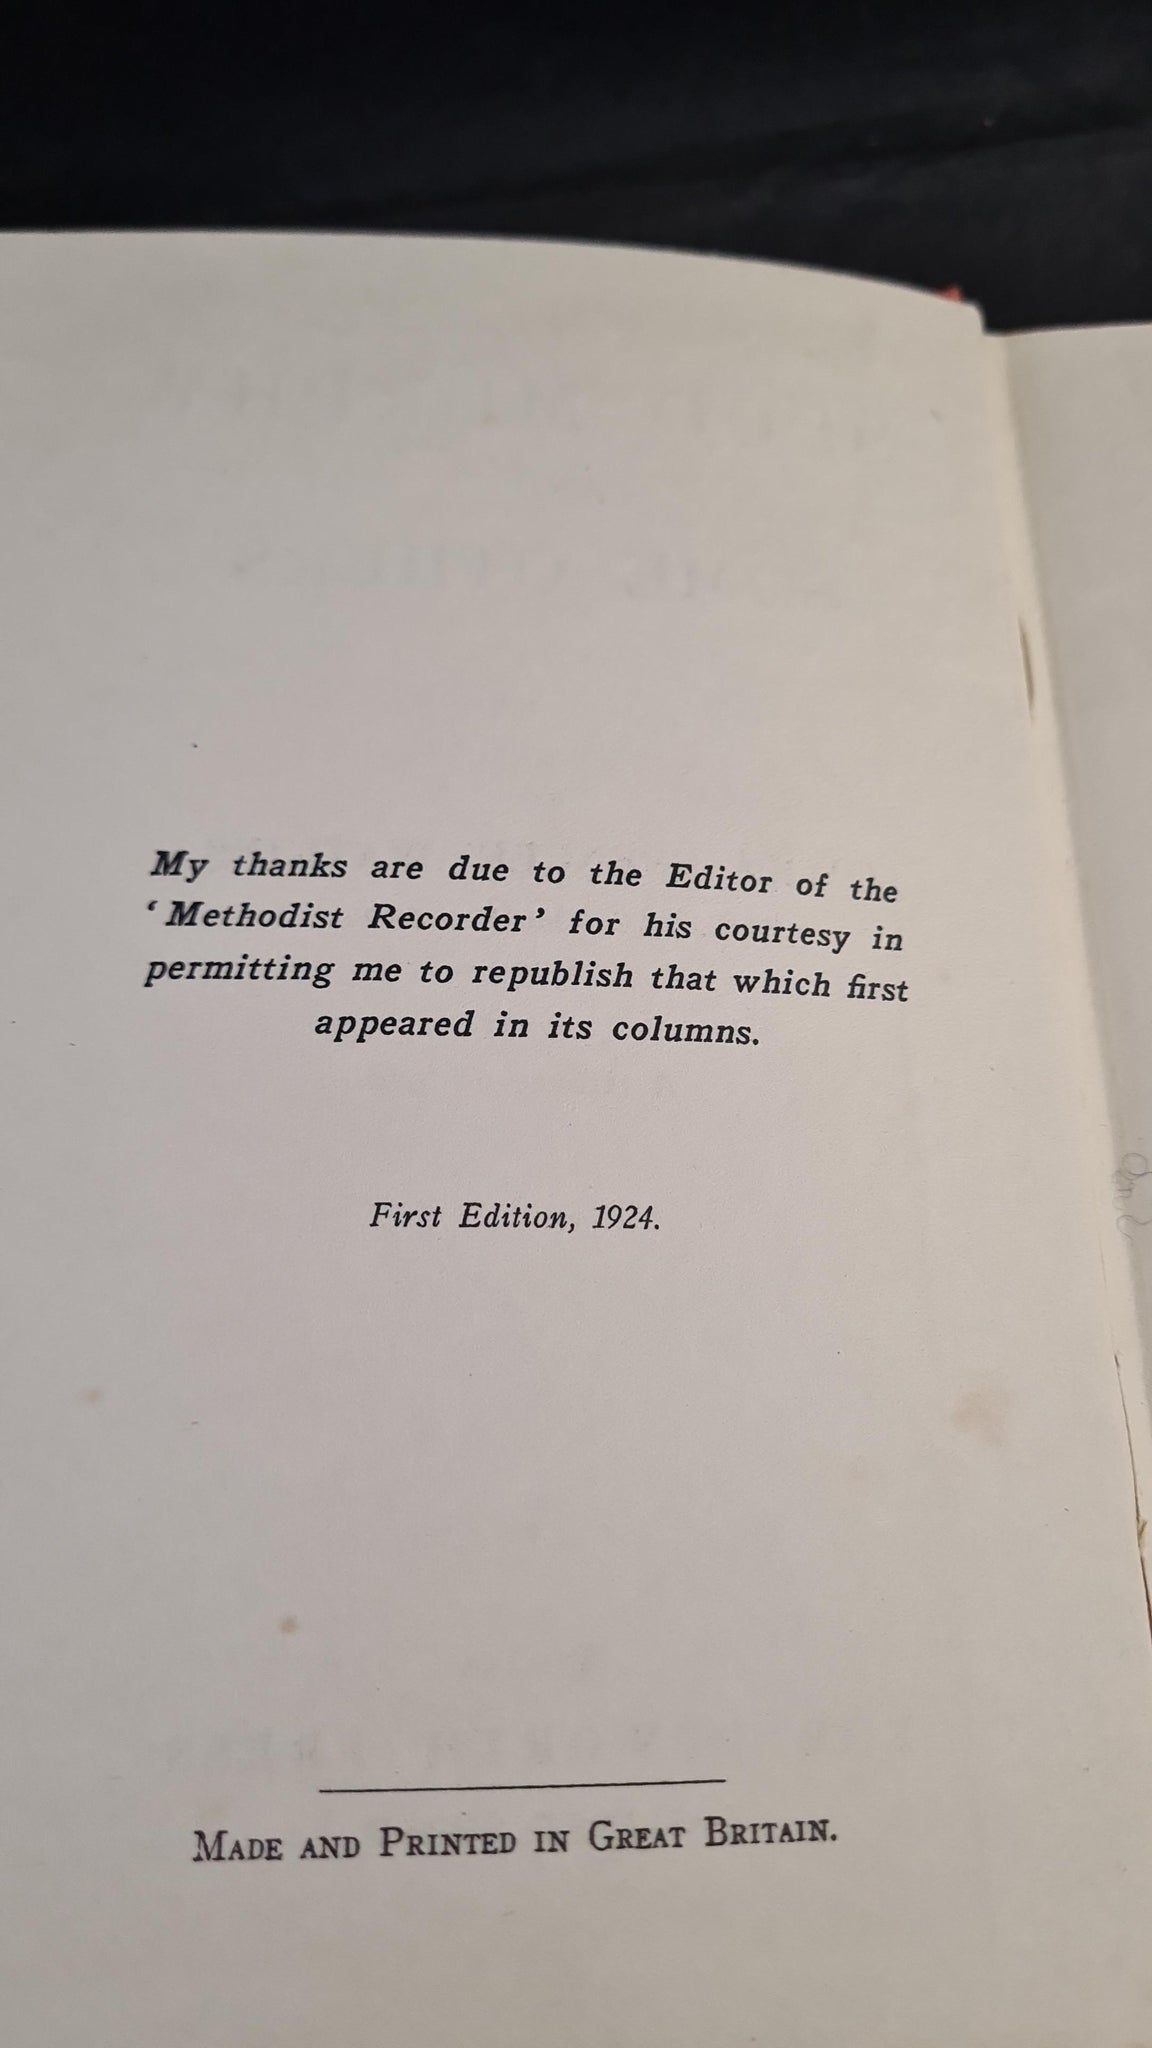 My thanks are due to the Editor of the
‘Methodist Recorder’ for his courtesy in
permitting me to republish that which first
appeared in its columns.
First Edition, 1924.
MADE AND PRINTED IN GREAT BRITAIN.